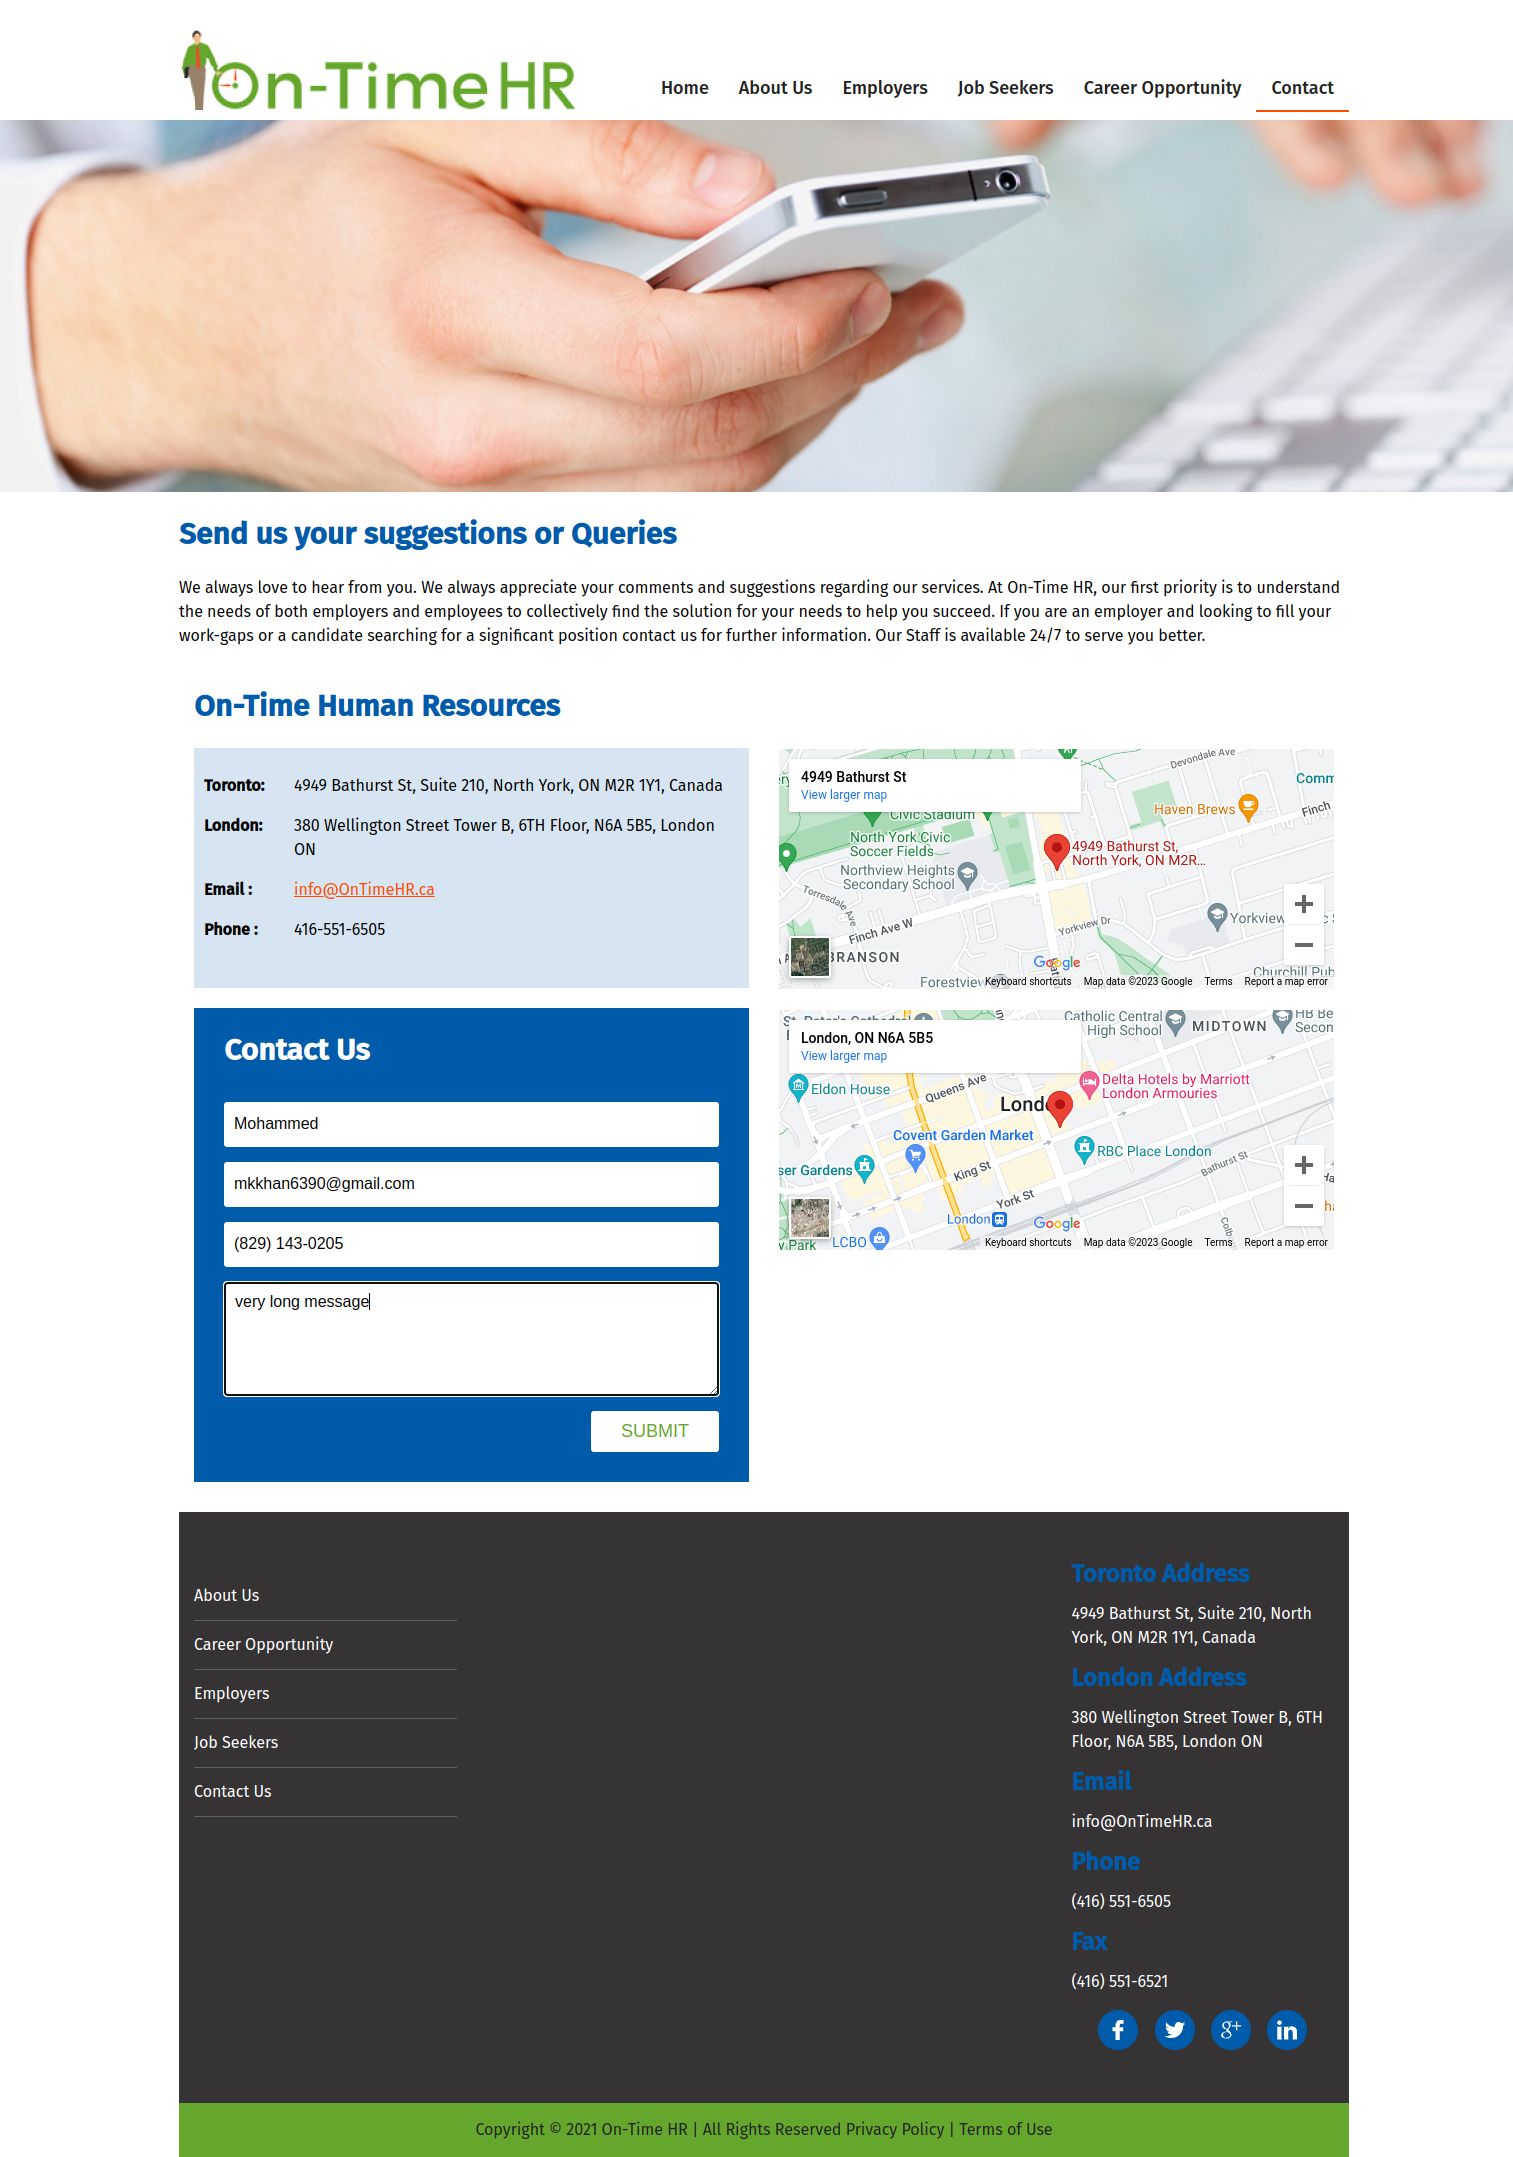 On-Time HR
Home
About Us
Employers
Job Seekers
Career Opportunity
Contact
Send us your suggestions or Queries
We always love to hear from you. We always appreciate your comments and suggestions regarding our services. At On-Time HR, our first priority is to understand
the needs of both employers and employees to collectively find the solution for your needs to help you succeed. If you are an employer and looking to fill your
work-gaps or a candidate searching for a significant position contact us for further information. Our Staff is available 24/7 to serve you better.
On-Time Human Resources
Toronto: 4949 Bathurst St, Suite 210, North York, ON M2R 1Y1, Canada
London: 380 Wellington Street Tower B, 6TH Floor, N6A 5B5, London
ON
Email : info@OnTimeHR.ca
Phone : 416-551-6505
4949 Bathurst St
View larger map
Devondale Ave
Haven Brews
Finch
Civic Stadium
North York Civic
Soccer Fields
4949 Bathurst St,
North York, ON M2R...
Northview Heights
Secondary School
Torresdale Ave
Finch Ave W
Yorkview Dr
BRANSON
Google
Keyboard shortcuts
Map data ©2023 Google
Terms
Report a map error
Contact Us
Mohammed
mkkhan6390@gmail.com
(829) 143-0205
very long message
SUBMIT
London, ON N6A 5B5
View larger map
Catholic Central
High School
MIDTOWN
Eldon House
Queens Ave
Delta Hotels by Marriott
London Armouries
Covent Garden Market
RBC Place London
ser Gardens
King St
Bathurst St
York St
London
LCBO
Google
Keyboard shortcuts
Map data ©2023 Google
Terms
Report a map error
About Us
Career Opportunity
Employers
Job Seekers
Contact Us
Toronto Address
4949 Bathurst St, Suite 210, North
York, ON M2R 1Y1, Canada
London Address
380 Wellington Street Tower B, 6TH
Floor, N6A 5B5, London ON
Email
info@OnTimeHR.ca
Phone
(416) 551-6505
Fax
(416) 551-6521
Copyright © 2021 On-Time HR | All Rights Reserved Privacy Policy | Terms of Use